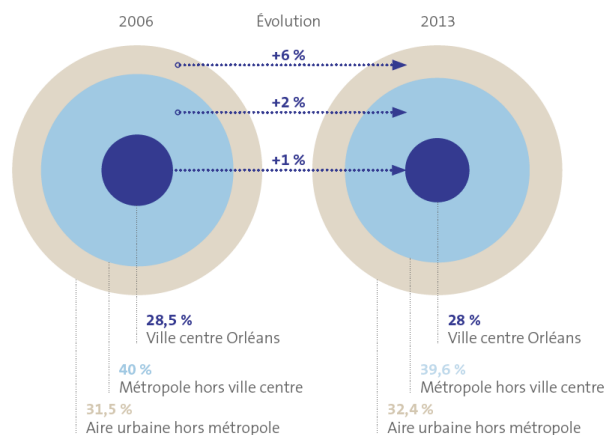 2006
Évolution
2013
+6 %
+2 %
+1 %
28,5 %
Ville centre Orléans
40 %
Métropole hors ville centre
31,5 %
Aire urbaine hors métropole
28 %
Ville centre Orléans
39,6 %
Métropole hors ville centre
32,4 %
Aire urbaine hors métropole